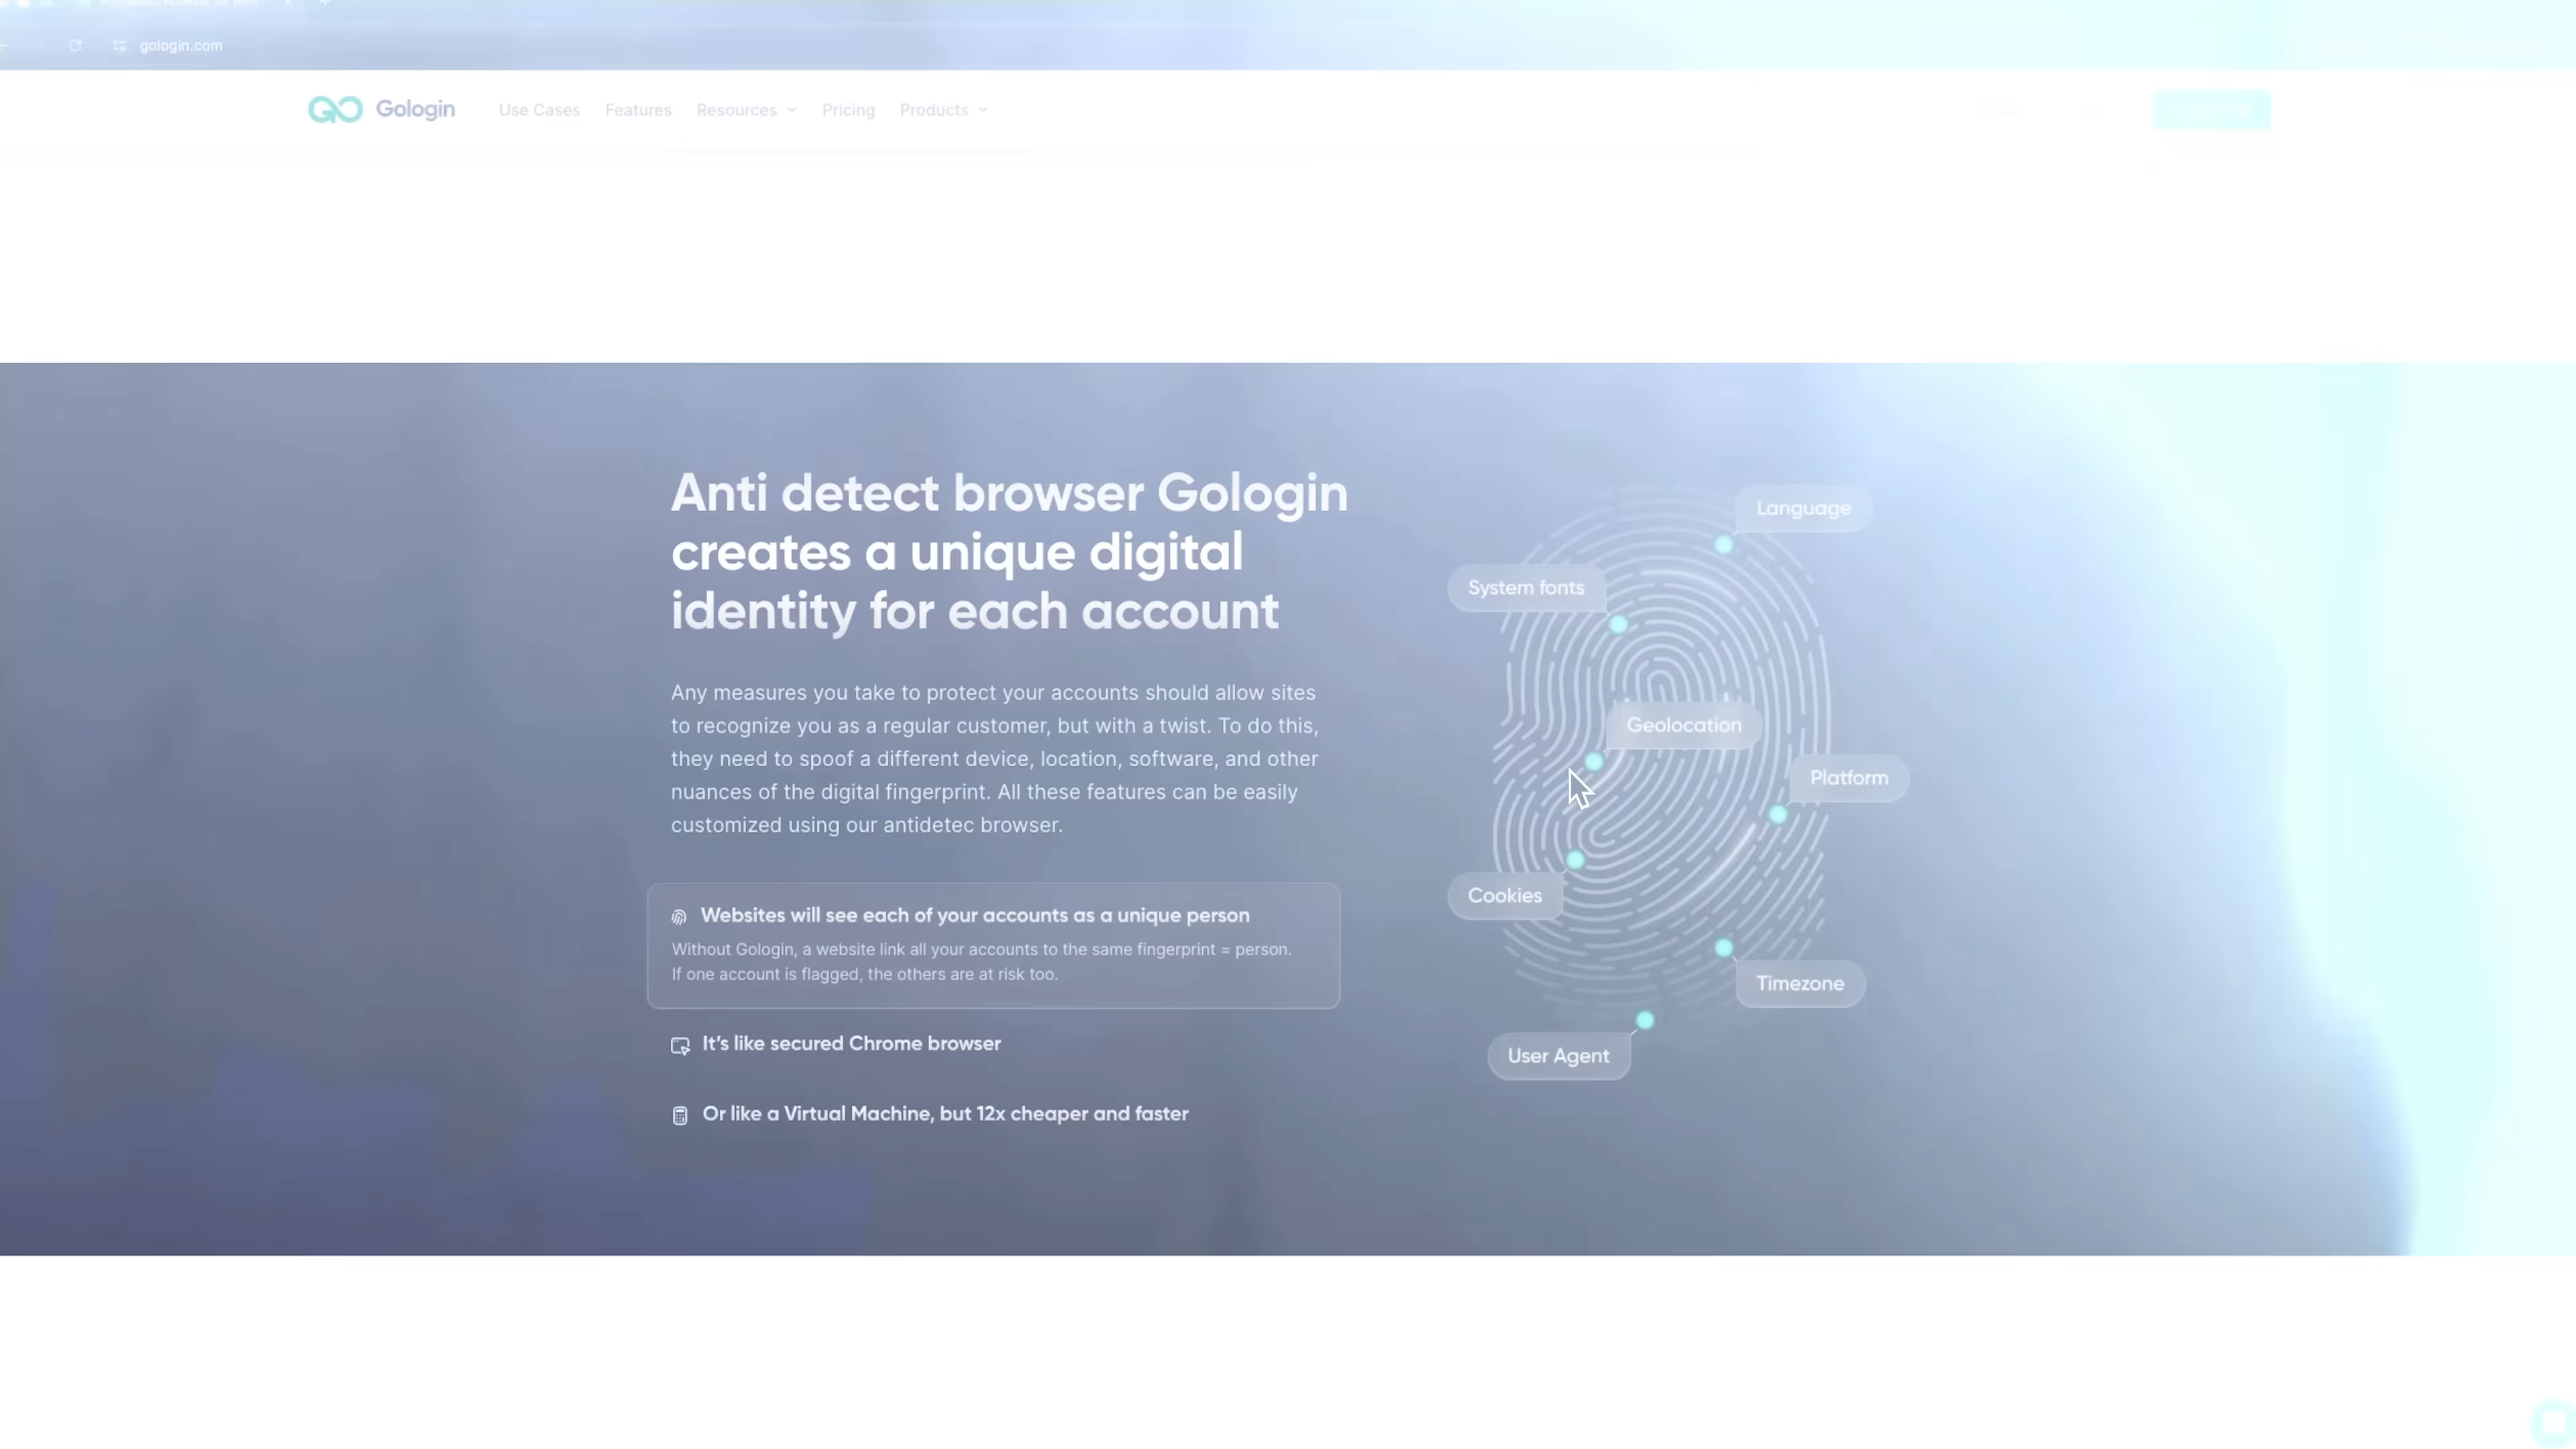 gologin.com
Gologin
Use Cases
Features
Resources
Pricing
Products
Anti detect browser Gologin
creates a unique digital
identity for each account
Any measures you take to protect your accounts should allow sites
to recognize you as a regular customer, but with a twist. To do this,
they need to spoof a different device, location, software, and other
nuances of the digital fingerprint. All these features can be easily
customized using our antidetec browser.
Websites will see each of your accounts as a unique person
Without Gologin, a website link all your accounts to the same fingerprint = person.
If one account is flagged, the others are at risk too.
It’s like secured Chrome browser
Or like a Virtual Machine, but 12x cheaper and faster
Language
System fonts
Geolocation
Platform
Cookies
Timezone
User Agent